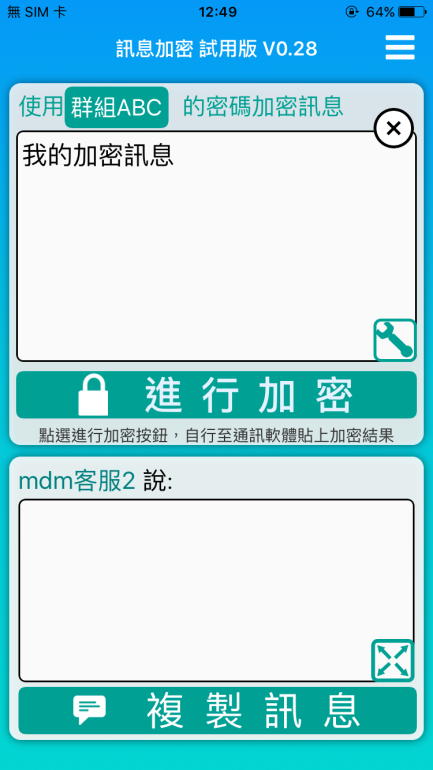 無 SIM 卡 12:49 64%
訊息加密 試用版 V0.28
使用 群組ABC 的密碼加密訊息
我的加密訊息
進行加密
點選進行加密按鈕，自行至通訊軟體貼上加密結果
mdm客服2 說:
複製訊息